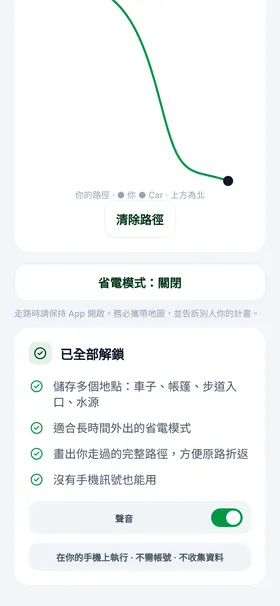 你的路徑 · ● 你 ● Car · 上方為北
清除路徑
省電模式：關閉
走路時請保持 App 開啟。務必攜帶地圖，並告訴別人你的計畫。
已全部解鎖
儲存多個地點：車子、帳篷、步道入
口、水源
適合長時間外出的省電模式
畫出你走過的完整路徑，方便原路折返
沒有手機訊號也能用
聲音
在你的手機上執行 · 不需帳號 · 不收集資料